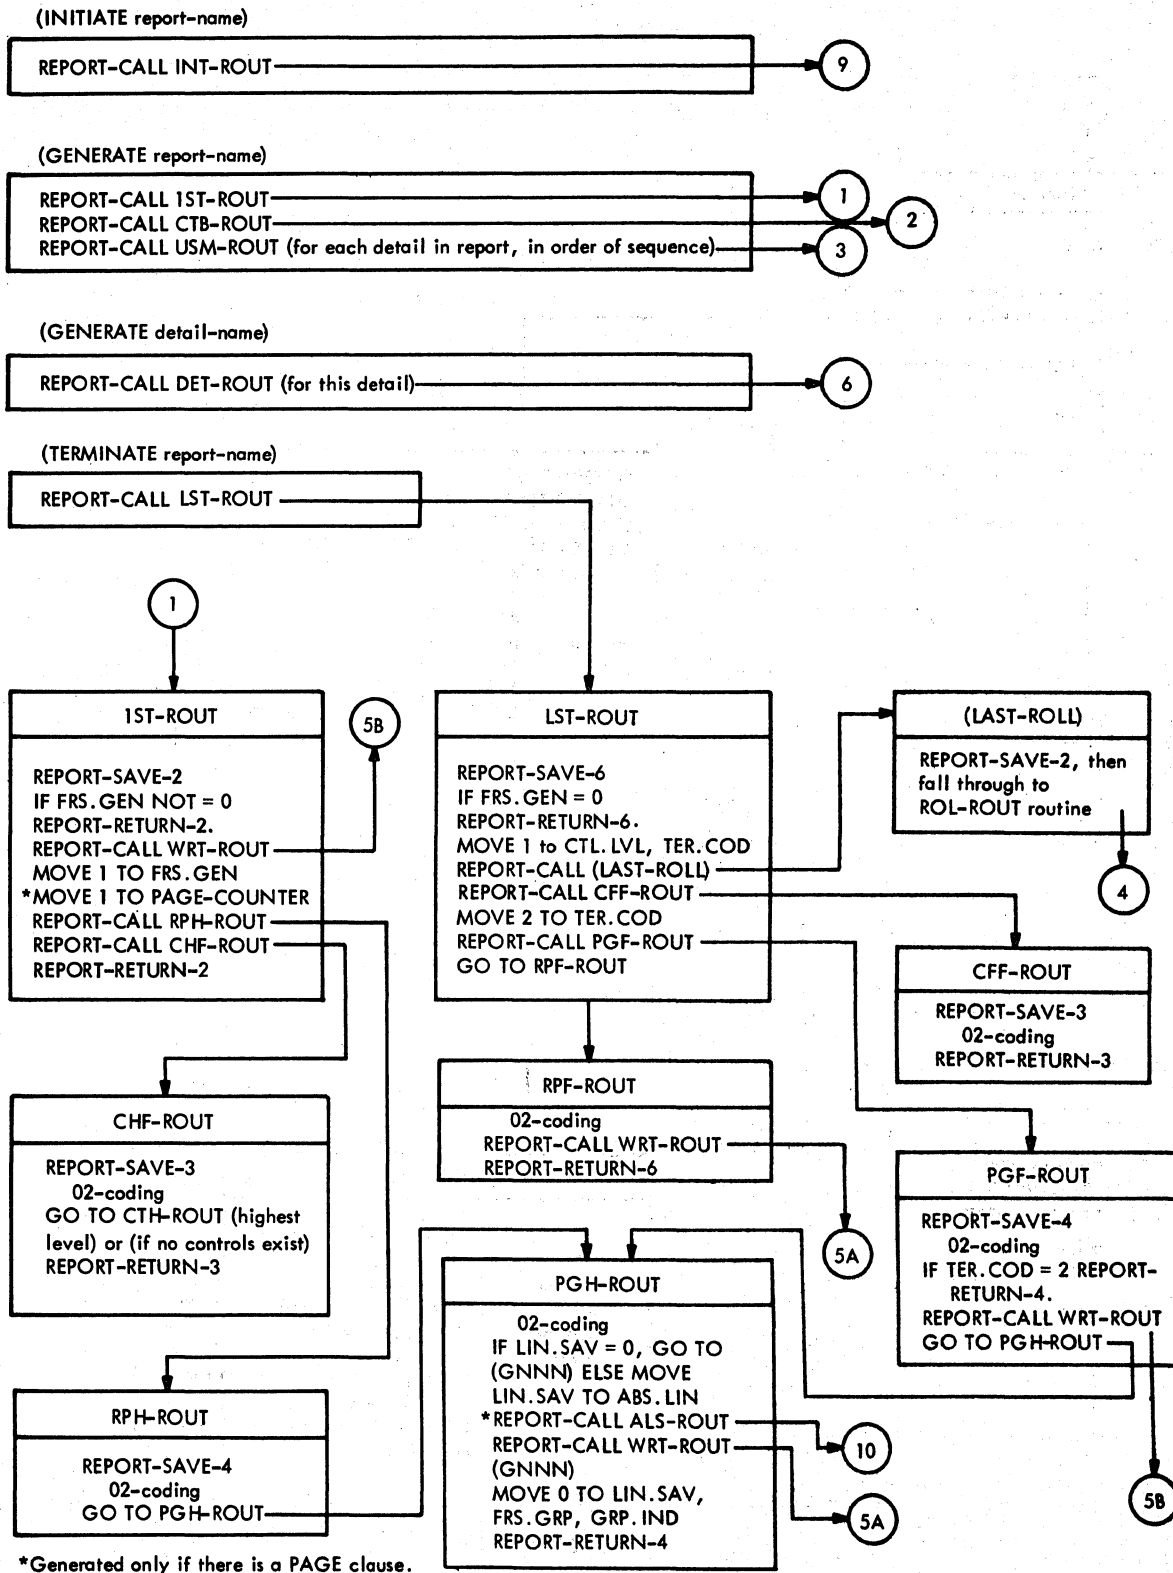 (INITIATE report-name)
REPORT-CALL INT-ROUT
9
(GENERATE report-name)
REPORT-CALL 1ST-ROUT
1
REPORT-CALL CTB-ROUT
2
REPORT-CALL USM-ROUT (for each detail in report, in order of sequence)
3
(GENERATE detail-name)
REPORT-CALL DET-ROUT (for this detail)
6
(TERMINATE report-name)
REPORT-CALL LST-ROUT
1
1ST-ROUT
REPORT-SAVE-2
IF FRS.GEN NOT = 0
REPORT-RETURN-2.
REPORT-CALL WRT-ROUT
MOVE 1 TO FRS.GEN
*MOVE 1 TO PAGE-COUNTER
REPORT-CALL RPH-ROUT
REPORT-CALL CHF-ROUT
REPORT-RETURN-2
5B
LST-ROUT
REPORT-SAVE-6
IF FRS.GEN = 0
REPORT-RETURN-6.
MOVE 1 to CTL.LVL, TER.COD
REPORT-CALL (LAST-ROLL)
REPORT-CALL CFF-ROUT
MOVE 2 TO TER.COD
REPORT-CALL PGF-ROUT
GO TO RPF-ROUT
(LAST-ROLL)
REPORT-SAVE-2, then
fall through to
ROL-ROUT routine
4
CFF-ROUT
REPORT-SAVE-3
02-coding
REPORT-RETURN-3
RPF-ROUT
02-coding
REPORT-CALL WRT-ROUT
REPORT-RETURN-6
5A
CHF-ROUT
REPORT-SAVE-3
02-coding
GO TO CTH-ROUT (highest
level) or (if no controls exist)
REPORT-RETURN-3
PGF-ROUT
REPORT-SAVE-4
02-coding
IF TER.COD = 2 REPORT-
RETURN-4.
REPORT-CALL WRT-ROUT
GO TO PGH-ROUT
5B
PGH-ROUT
02-coding
IF LIN.SAV = 0, GO TO
(GNNN) ELSE MOVE
LIN.SAV TO ABS.LIN
*REPORT-CALL ALS-ROUT
REPORT-CALL WRT-ROUT
(GNNN)
MOVE 0 TO LIN.SAV,
FRS.GRP, GRP.IND
REPORT-RETURN-4
10
5A
RPH-ROUT
REPORT-SAVE-4
02-coding
GO TO PGH-ROUT
*Generated only if there is a PAGE clause.